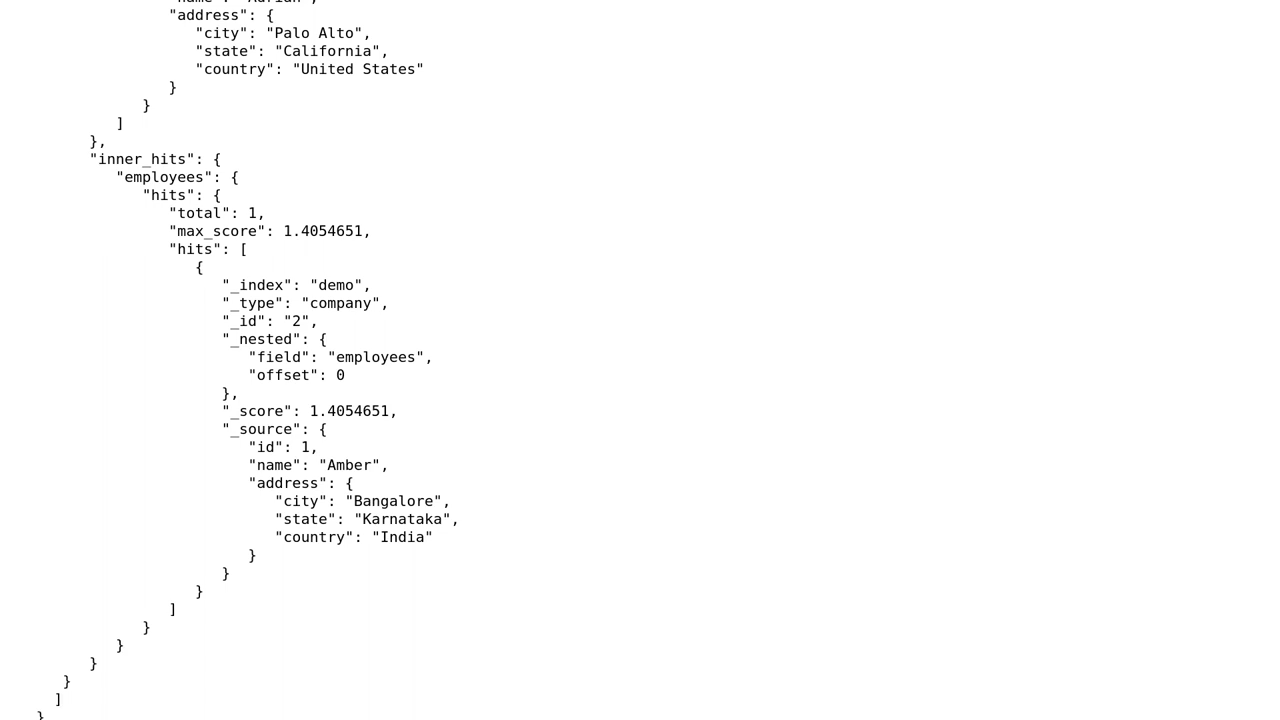 "address": {
"city": "Palo Alto",
"state": "California",
"country": "United States"
}
}
]
},
"inner_hits": {
"employees": {
"hits": {
"total": 1,
"max_score": 1.4054651,
"hits": [
{
"_index": "demo",
"_type": "company",
"_id": "2",
"_nested": {
"field": "employees",
"offset": 0
},
"_score": 1.4054651,
"_source": {
"id": 1,
"name": "Amber",
"address": {
"city": "Bangalore",
"state": "Karnataka",
"country": "India"
}
}
}
]
}
}
}
}
]
}